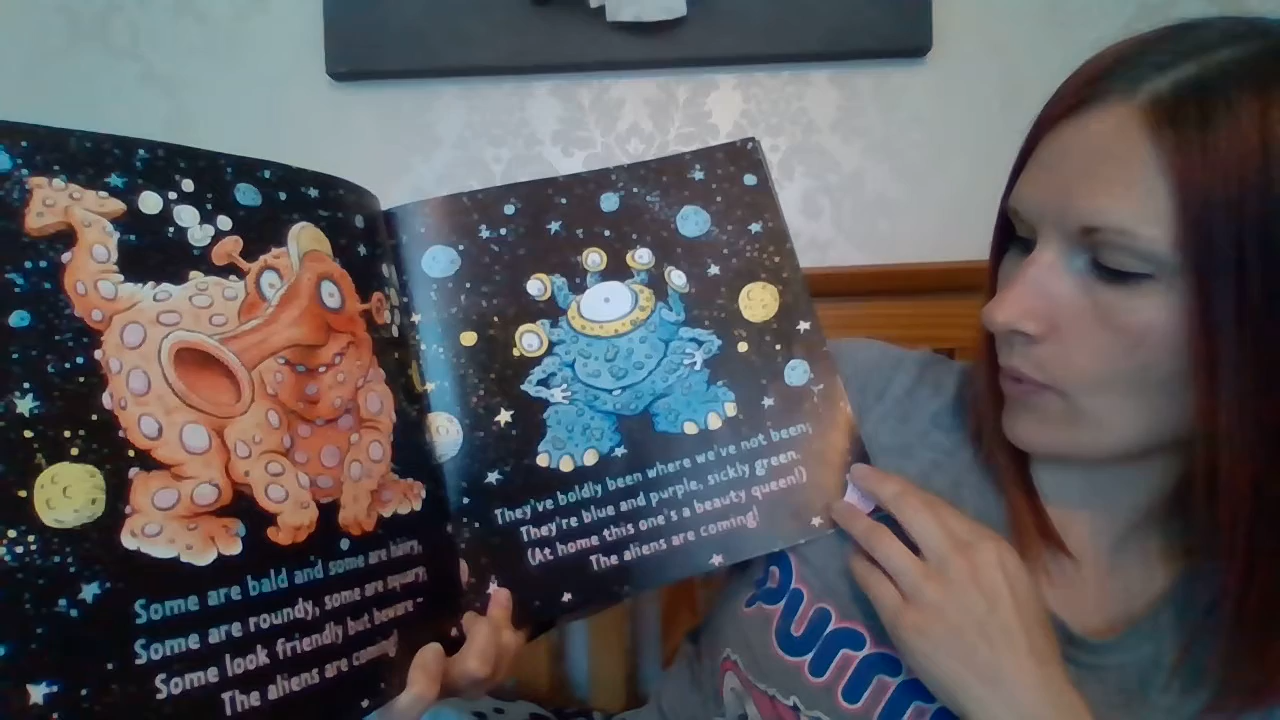 Some are bald and some are hairy,
Some are roundy, some are squary,
Some look friendly but beware -
The aliens are coming!
They've boldly been where we've not been,
They're blue and purple, sickly green.
(At home this one's a beauty queen!)
The aliens are coming!
Purrr